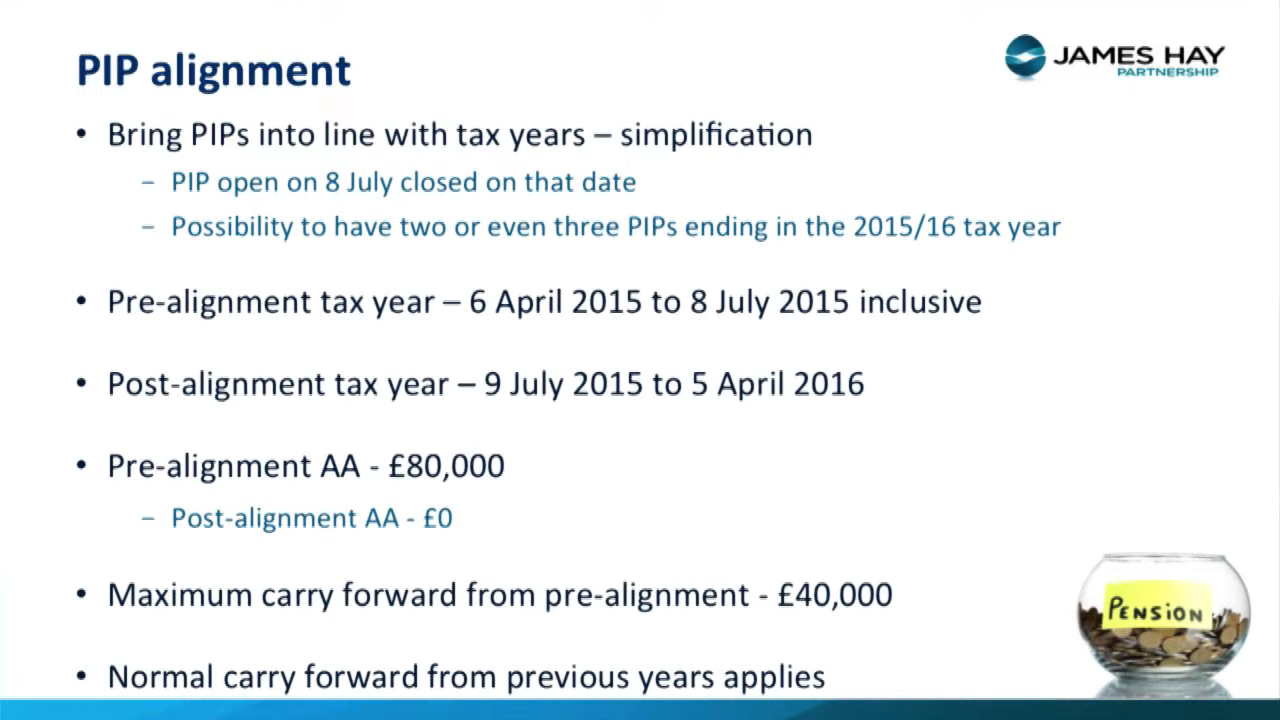 PIP alignment
JAMES HAY
PARTNERSHIP
• Bring PIPs into line with tax years – simplification
– PIP open on 8 July closed on that date
– Possibility to have two or even three PIPs ending in the 2015/16 tax year
• Pre-alignment tax year – 6 April 2015 to 8 July 2015 inclusive
• Post-alignment tax year – 9 July 2015 to 5 April 2016
• Pre-alignment AA - £80,000
– Post-alignment AA - £0
• Maximum carry forward from pre-alignment - £40,000
PENSION
• Normal carry forward from previous years applies